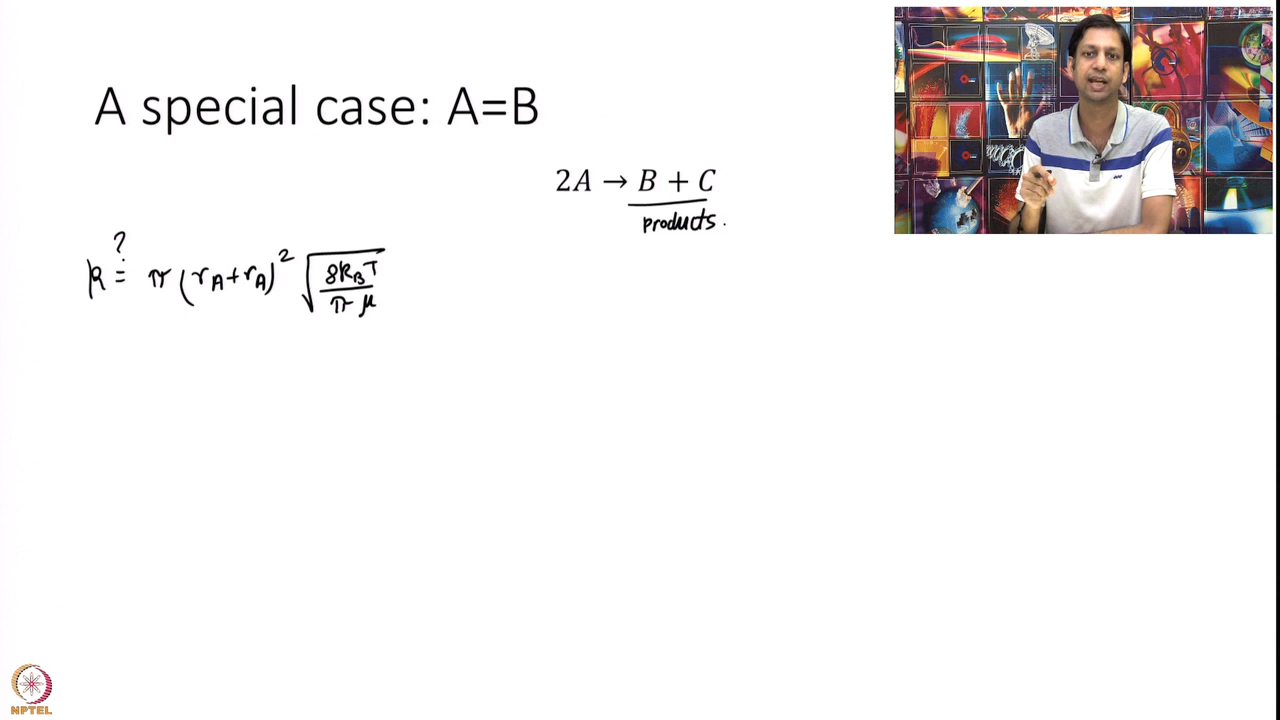 A special case: A=B
2A → B + C
products.
?
k = π (rA+rA)² √(8kBT / πμ)
NPTEL